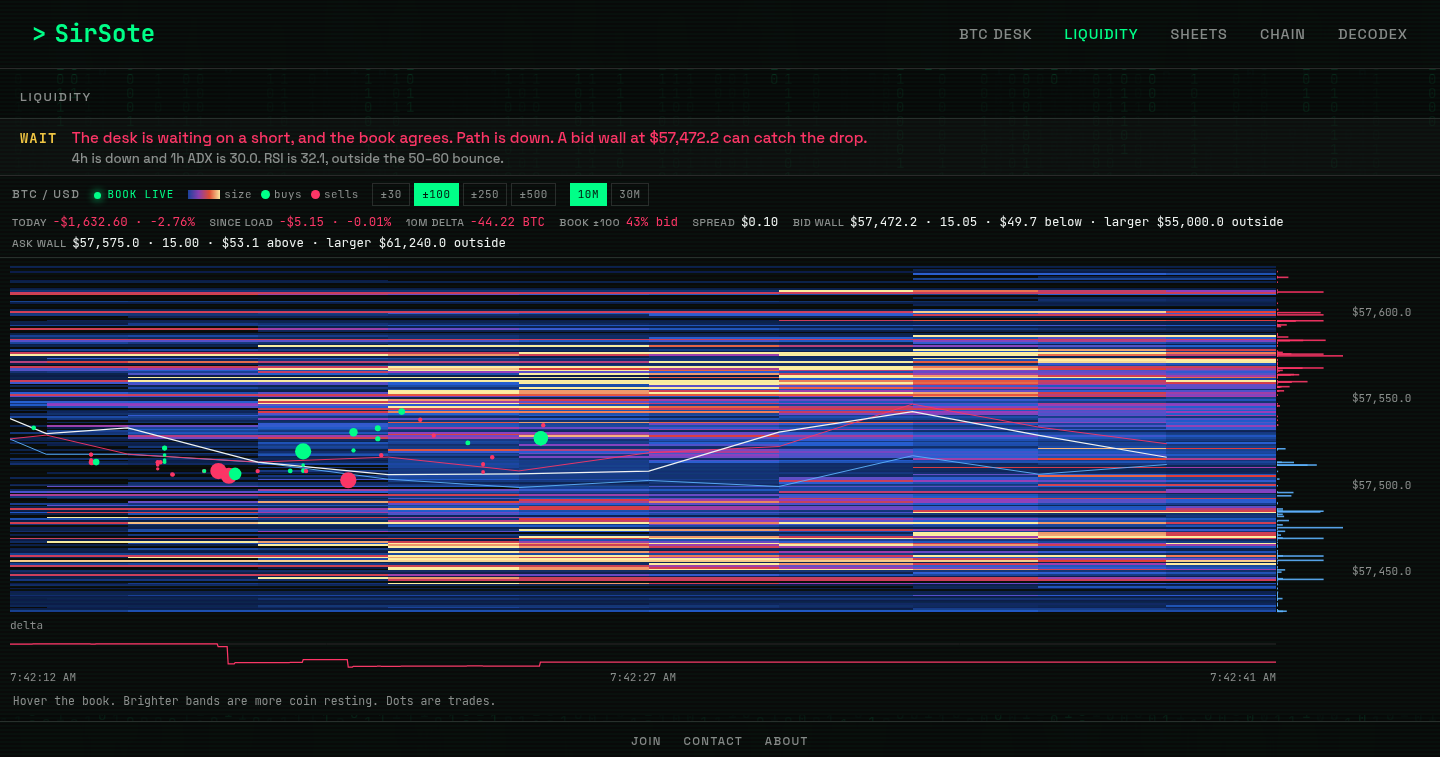 > SirSote
BTC DESK LIQUIDITY SHEETS CHAIN DECODEX
LIQUIDITY
WAIT The desk is waiting on a short, and the book agrees. Path is down. A bid wall at $57,472.2 can catch the drop.
4h is down and 1h ADX is 30.0. RSI is 32.1, outside the 50–60 bounce.
BTC / USD BOOK LIVE size buys sells ±30 ±100 ±250 ±500 10M 30M
TODAY -$1,632.60 · -2.76% SINCE LOAD -$5.15 · -0.01% 10M DELTA -44.22 BTC BOOK ±100 43% bid SPREAD $0.10 BID WALL $57,472.2 · 15.05 · $49.7 below · larger $55,000.0 outside
ASK WALL $57,575.0 · 15.00 · $53.1 above · larger $61,240.0 outside
$57,600.0
$57,550.0
$57,500.0
$57,450.0
delta
7:42:12 AM 7:42:27 AM 7:42:41 AM
Hover the book. Brighter bands are more coin resting. Dots are trades.
JOIN CONTACT ABOUT